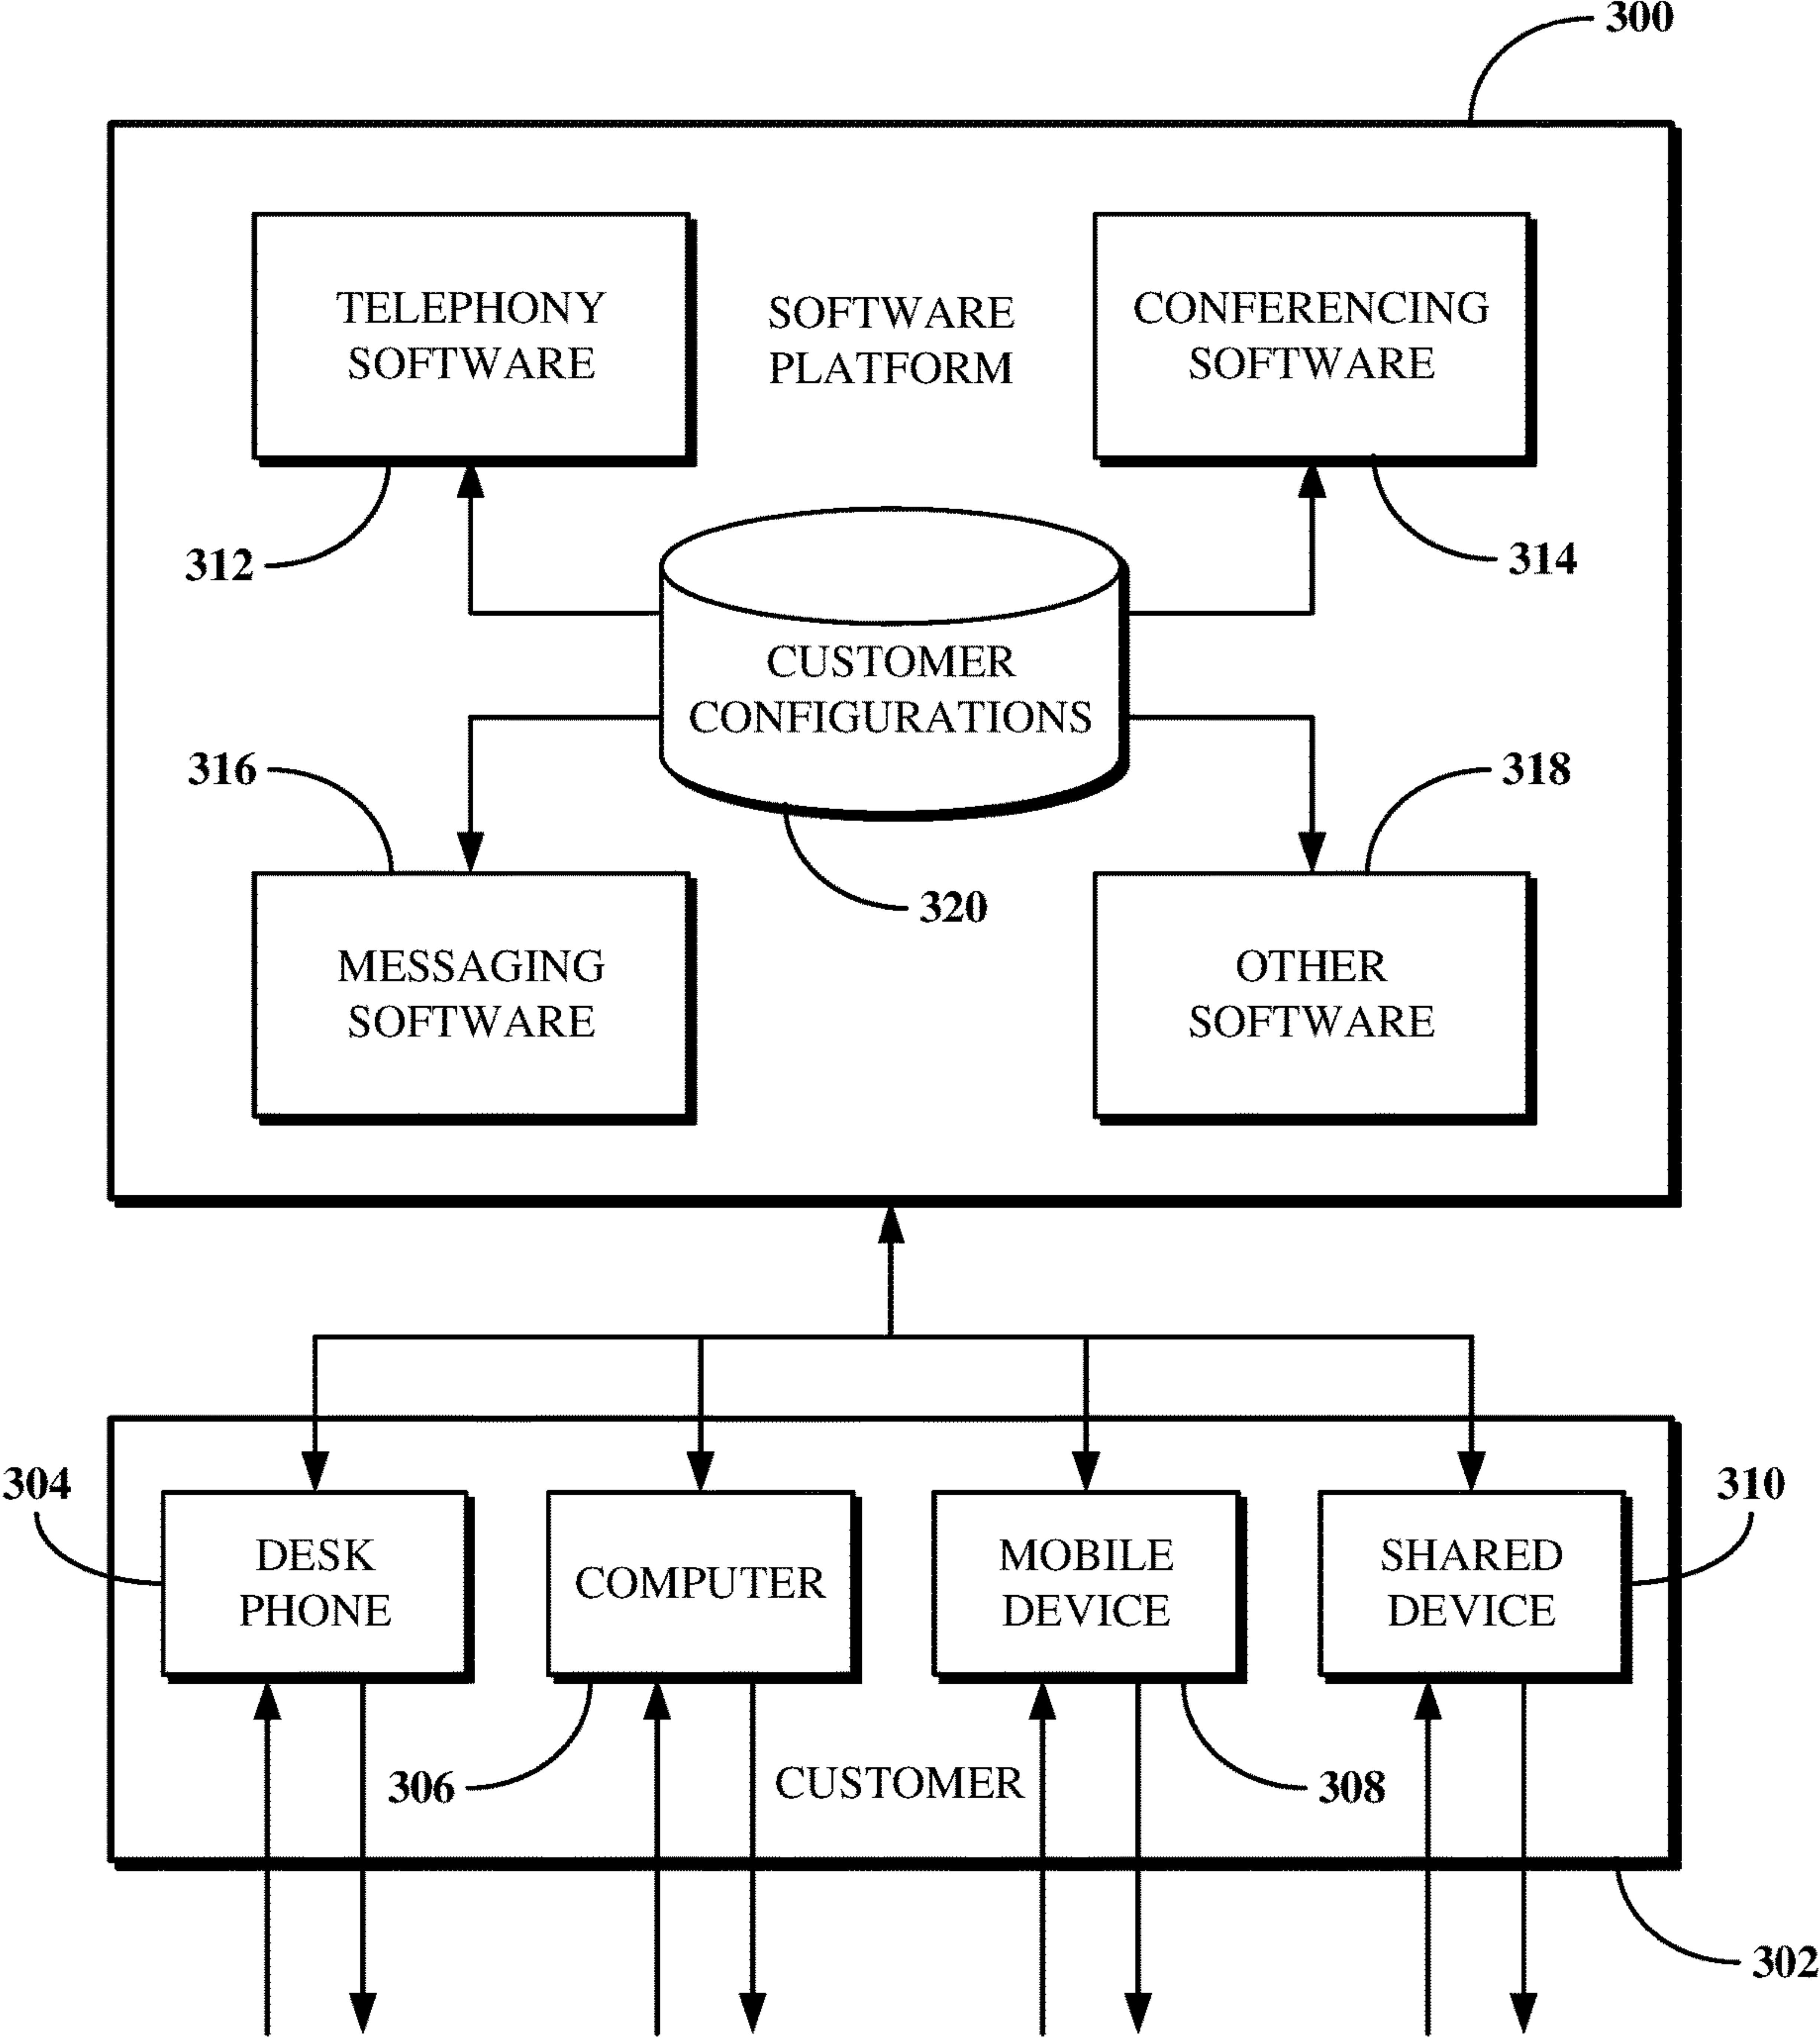 300
TELEPHONY
SOFTWARE
SOFTWARE
PLATFORM
CONFERENCING
SOFTWARE
312
314
CUSTOMER
CONFIGURATIONS
316
318
320
MESSAGING
SOFTWARE
OTHER
SOFTWARE
304
310
DESK
PHONE
COMPUTER
MOBILE
DEVICE
SHARED
DEVICE
306
CUSTOMER
308
302